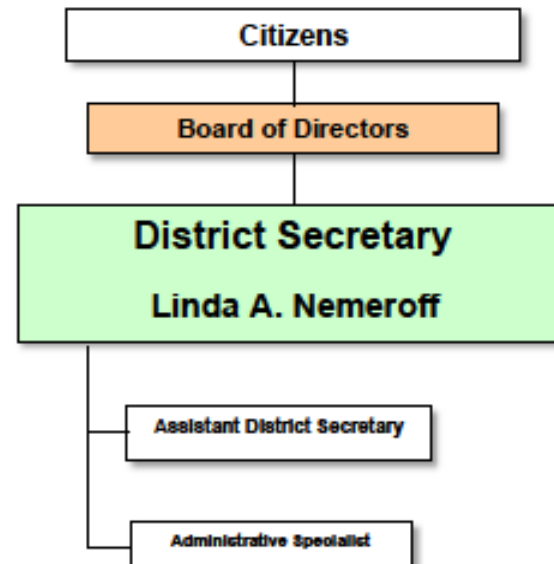 Citizens
Board of Directors
District Secretary
Linda A. Nemeroff
Assistant District Secretary
Administrative Specialist